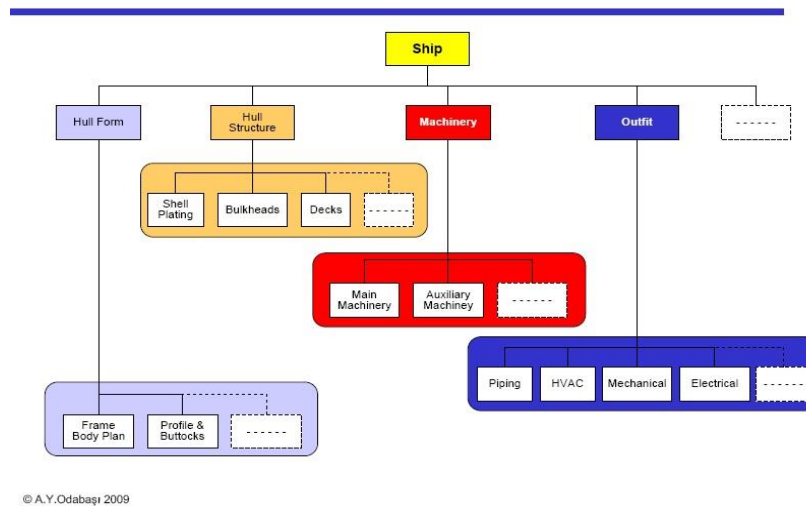 Ship
Hull Form
Hull
Structure
Machinery
Outfit
------
Shell
Plating
Bulkheads
Decks
------
Main
Machinery
Auxiliary
Machiney
------
Piping
HVAC
Mechanical
Electrical
------
Frame
Body Plan
Profile &
Buttocks
------
© A.Y.Odabaşı 2009